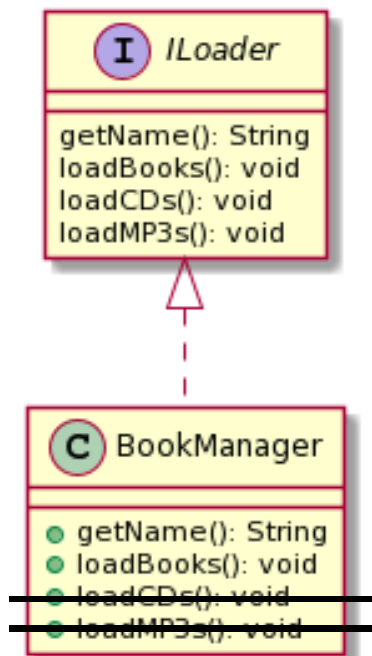 I ILoader
getName(): String
loadBooks(): void
loadCDs(): void
loadMP3s(): void
C BookManager
getName(): String
loadBooks(): void
loadCDs(): void
loadMP3s(): void